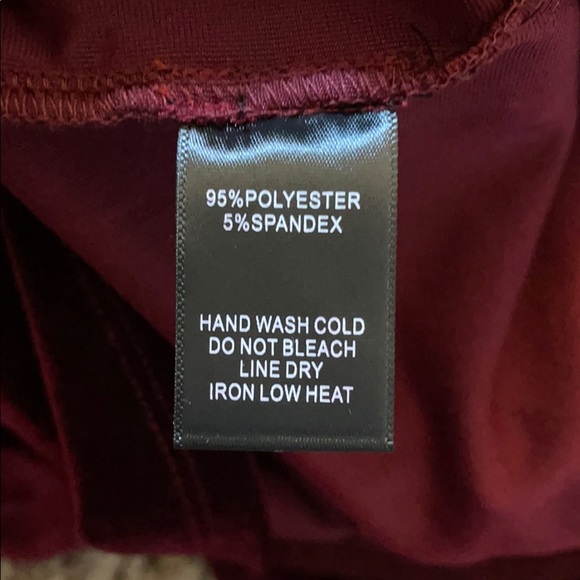 95%POLYESTER
5%SPANDEX
HAND WASH COLD
DO NOT BLEACH
LINE DRY
IRON LOW HEAT